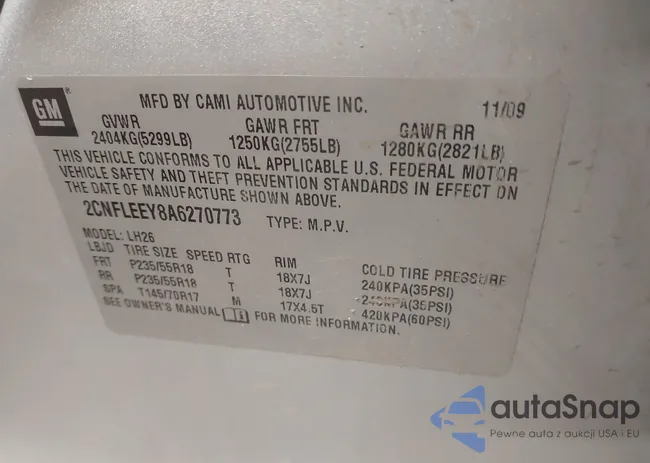 GM
MFD BY CAMI AUTOMOTIVE INC. 11/09
GVWR GAWR FRT GAWR RR
2404KG(5299LB) 1250KG(2755LB) 1280KG(2821LB)
THIS VEHICLE CONFORMS TO ALL APPLICABLE U.S. FEDERAL MOTOR
VEHICLE SAFETY AND THEFT PREVENTION STANDARDS IN EFFECT ON
THE DATE OF MANUFACTURE SHOWN ABOVE.
2CNFLEEY8A6270773 TYPE: M.P.V.
MODEL: LH26
LBJD TIRE SIZE SPEED RTG RIM COLD TIRE PRESSURE
FRT P235/55R18 T 18X7J 240KPA(35PSI)
RR P235/55R18 T 18X7J 240KPA(35PSI)
SPA T145/70R17 M 17X4.5T 420KPA(60PSI)
SEE OWNER'S MANUAL FOR MORE INFORMATION.
autaSnap
Pewne auta z aukcji USA i EU